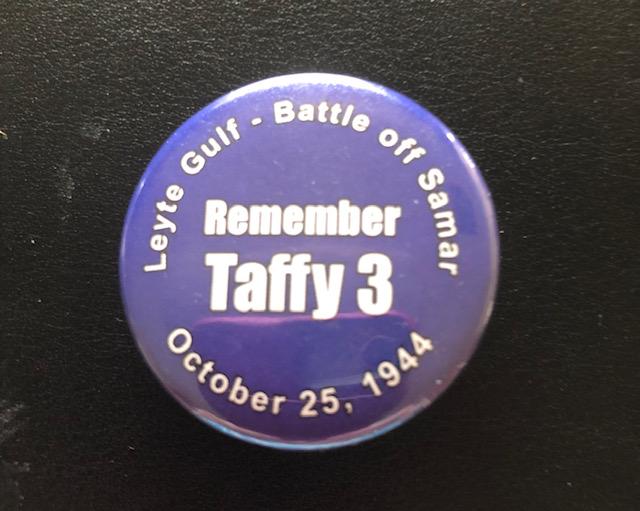 Leyte Gulf - Battle off Samar
Remember
Taffy 3
October 25, 1944